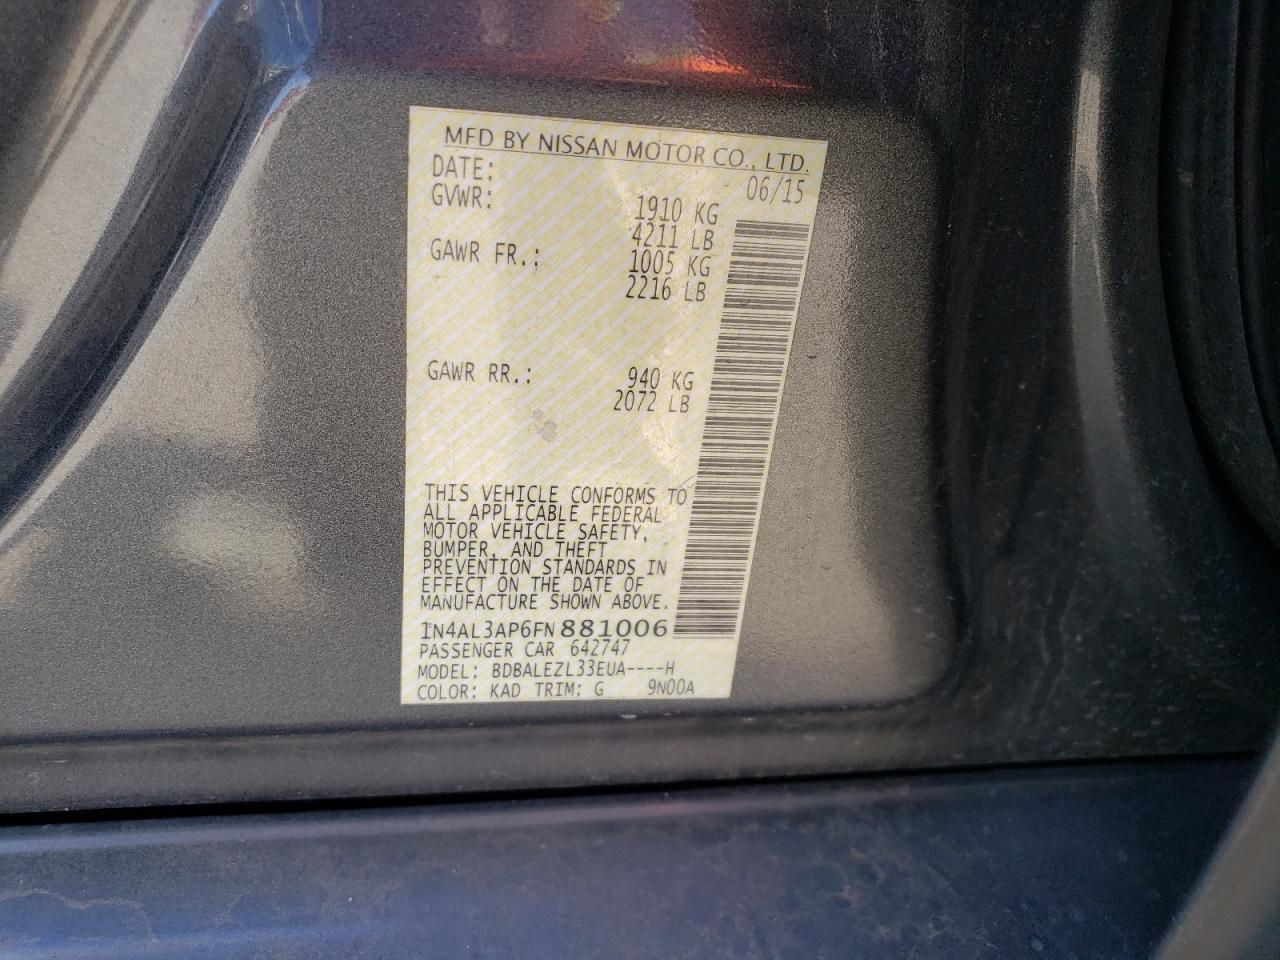 MFD BY NISSAN MOTOR CO., LTD.
DATE: 06/15
GVWR: 1910 KG
4211 LB
GAWR FR.: 1005 KG
2216 LB
GAWR RR.: 940 KG
2072 LB
THIS VEHICLE CONFORMS TO
ALL APPLICABLE FEDERAL
MOTOR VEHICLE SAFETY,
BUMPER, AND THEFT
PREVENTION STANDARDS IN
EFFECT ON THE DATE OF
MANUFACTURE SHOWN ABOVE.
1N4AL3AP6FN881006
PASSENGER CAR 642747
MODEL: BDBALEZL33EUA----H
COLOR: KAD TRIM: G 9N00A